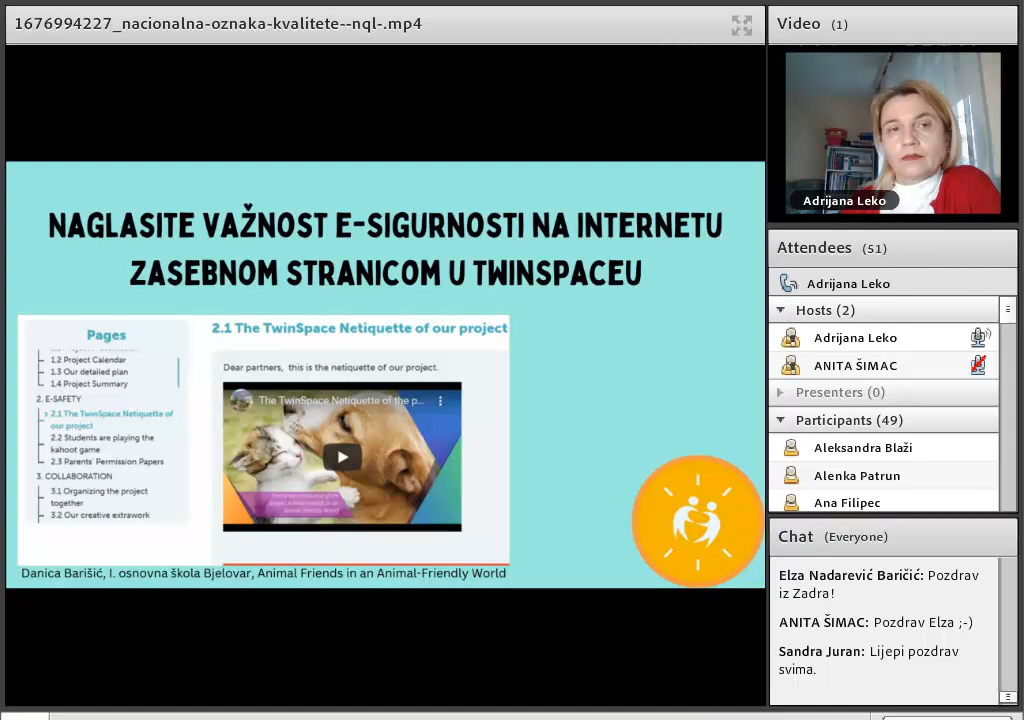 1676994227_nacionalna-oznaka-kvalitete--nql-.mp4
NAGLASITE VAŽNOST E-SIGURNOSTI NA INTERNETU
ZASEBNOM STRANICOM U TWINSPACEU
Pages
1.2 Project Calendar
1.3 Our detailed plan
1.4 Project Summary
2. E-SAFETY
2.1 The TwinSpace Netiquette of
our project
2.2 Students are playing the
kahoot game
2.3 Parents' Permission Papers
3. COLLABORATION
3.1 Organizing the project
together
3.2 Our creative extrawork
2.1 The TwinSpace Netiquette of our project
Dear partners, this is the netiquette of our project.
The TwinSpace Netiquette of the p...
Danica Barišić, I. osnovna škola Bjelovar, Animal Friends in an Animal-Friendly World
Video (1)
Adrijana Leko
Attendees (51)
Adrijana Leko
Hosts (2)
Adrijana Leko
ANITA ŠIMAC
Presenters (0)
Participants (49)
Aleksandra Blaži
Alenka Patrun
Ana Filipec
Chat (Everyone)
Elza Nadarević Baričić: Pozdrav
iz Zadra!
ANITA ŠIMAC: Pozdrav Elza ;-)
Sandra Juran: Lijepi pozdrav
svima.